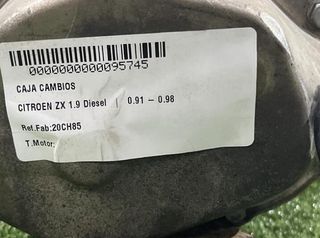 0000000000095745
CAJA CAMBIOS
CITROEN ZX 1.9 Diesel | 0.91 - 0.98
Ref.Fab:20CH85
T.Motor: